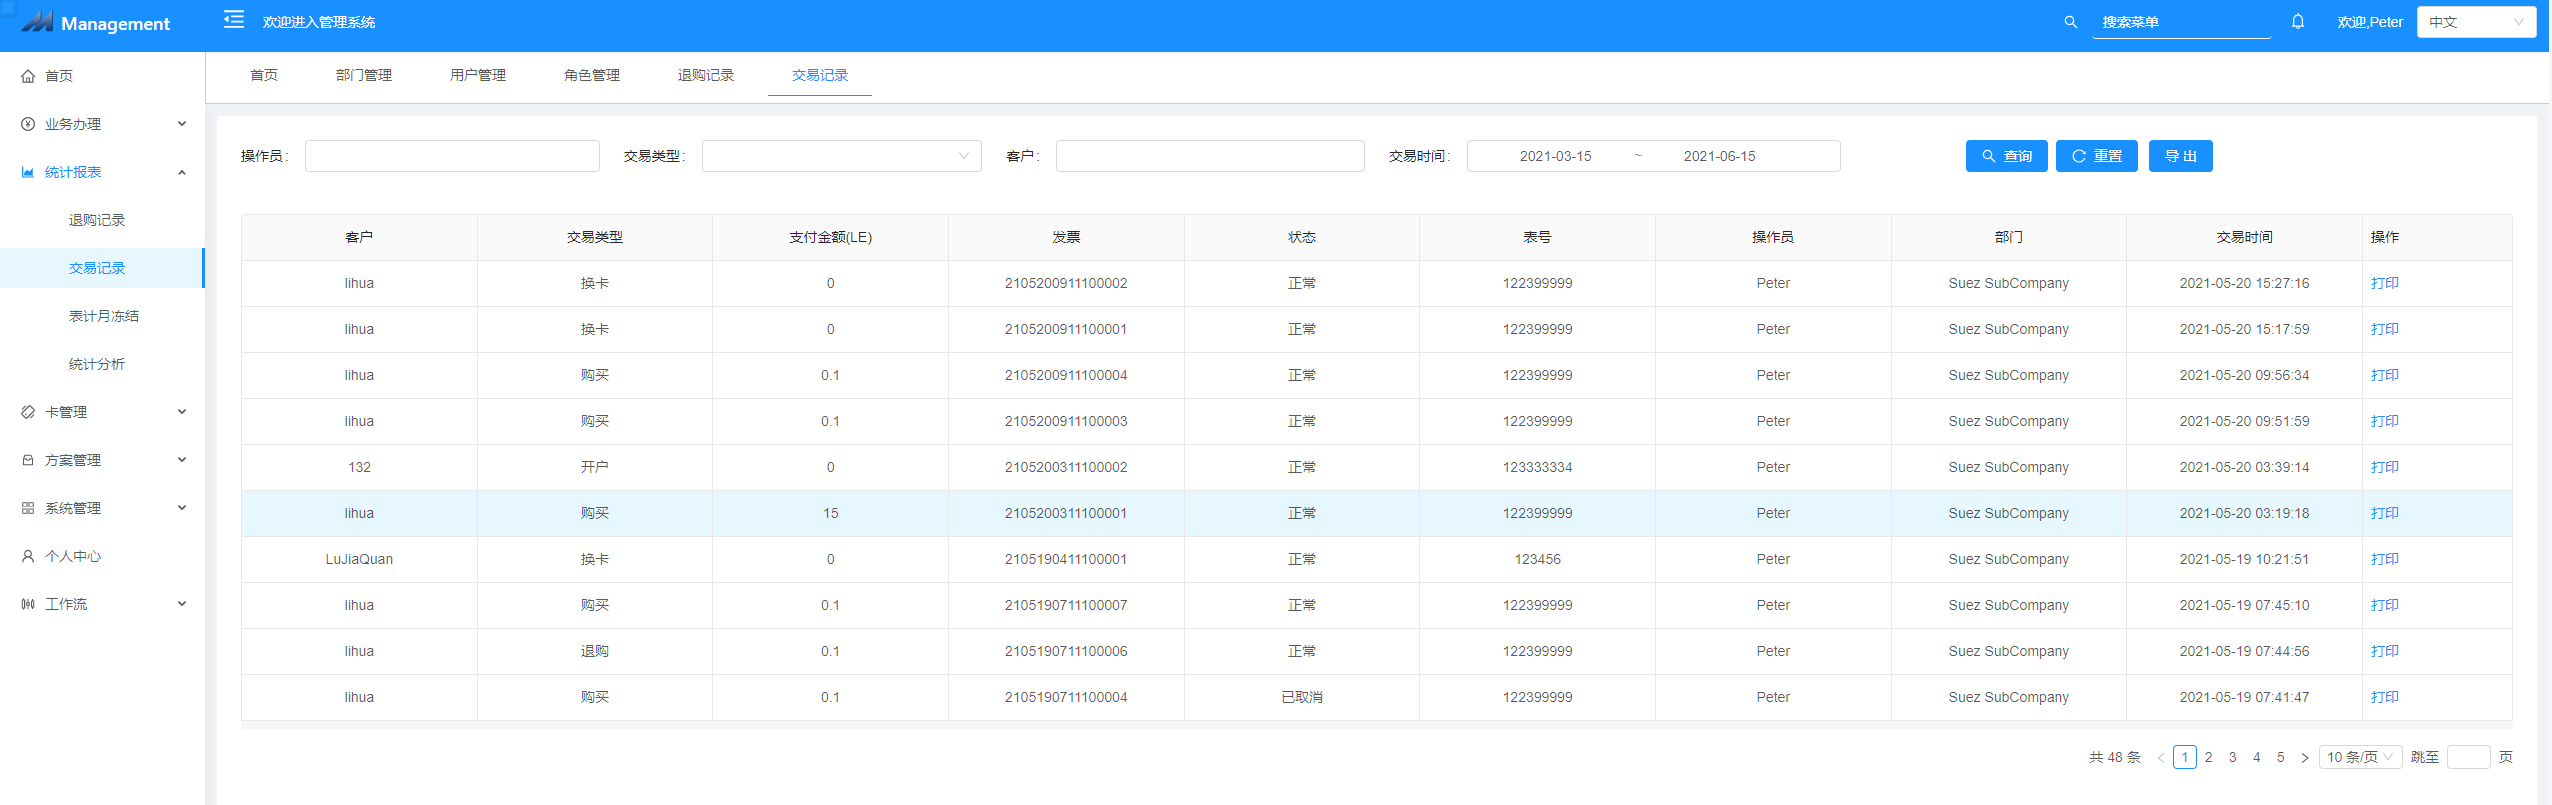 Management 欢迎进入管理系统 搜索菜单 欢迎,Peter 中文
首页
业务办理
统计报表
退购记录
交易记录
表计月冻结
统计分析
卡管理
方案管理
系统管理
个人中心
工作流
首页 部门管理 用户管理 角色管理 退购记录 交易记录
操作员: 交易类型: 客户: 交易时间: 2021-03-15 ~ 2021-06-15 查询 重置 导 出
客户 交易类型 支付金额(LE) 发票 状态 表号 操作员 部门 交易时间 操作
lihua 换卡 0 2105200911100002 正常 122399999 Peter Suez SubCompany 2021-05-20 15:27:16 打印
lihua 换卡 0 2105200911100001 正常 122399999 Peter Suez SubCompany 2021-05-20 15:17:59 打印
lihua 购买 0.1 2105200911100004 正常 122399999 Peter Suez SubCompany 2021-05-20 09:56:34 打印
lihua 购买 0.1 2105200911100003 正常 122399999 Peter Suez SubCompany 2021-05-20 09:51:59 打印
132 开户 0 2105200311100002 正常 123333334 Peter Suez SubCompany 2021-05-20 03:39:14 打印
lihua 购买 15 2105200311100001 正常 122399999 Peter Suez SubCompany 2021-05-20 03:19:18 打印
LuJiaQuan 换卡 0 2105190411100001 正常 123456 Peter Suez SubCompany 2021-05-19 10:21:51 打印
lihua 购买 0.1 2105190711100007 正常 122399999 Peter Suez SubCompany 2021-05-19 07:45:10 打印
lihua 退购 0.1 2105190711100006 正常 122399999 Peter Suez SubCompany 2021-05-19 07:44:56 打印
lihua 购买 0.1 2105190711100004 已取消 122399999 Peter Suez SubCompany 2021-05-19 07:41:47 打印
共 48 条 < 1 2 3 4 5 > 10 条/页 跳至 页